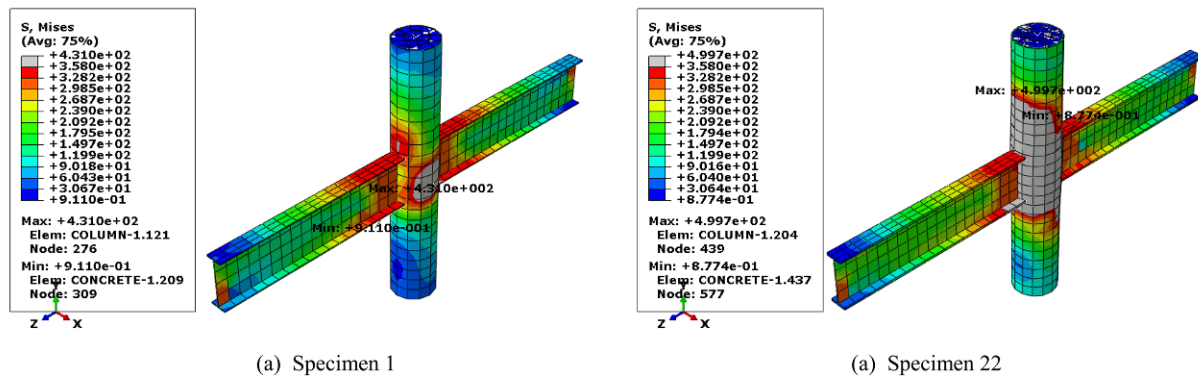 S, Mises
(Avg: 75%)
+4.310e+02
+3.580e+02
+3.282e+02
+2.985e+02
+2.687e+02
+2.390e+02
+2.092e+02
+1.795e+02
+1.497e+02
+1.199e+02
+9.018e+01
+6.043e+01
+3.067e+01
+9.110e-01
Max: +4.310e+02
Elem: COLUMN-1.121
Node: 276
Min: +9.110e-01
Elem: CONCRETE-1.209
Node: 309
Y
Z X
Max: +4.310e+002
Min: +9.110e-001
(a) Specimen 1
S, Mises
(Avg: 75%)
+4.997e+02
+3.580e+02
+3.282e+02
+2.985e+02
+2.687e+02
+2.390e+02
+2.092e+02
+1.794e+02
+1.497e+02
+1.199e+02
+9.016e+01
+6.040e+01
+3.064e+01
+8.774e-01
Max: +4.997e+02
Elem: COLUMN-1.204
Node: 439
Min: +8.774e-01
Elem: CONCRETE-1.437
Node: 577
Y
Z X
Max: +4.997e+002
Min: +8.774e-001
(a) Specimen 22